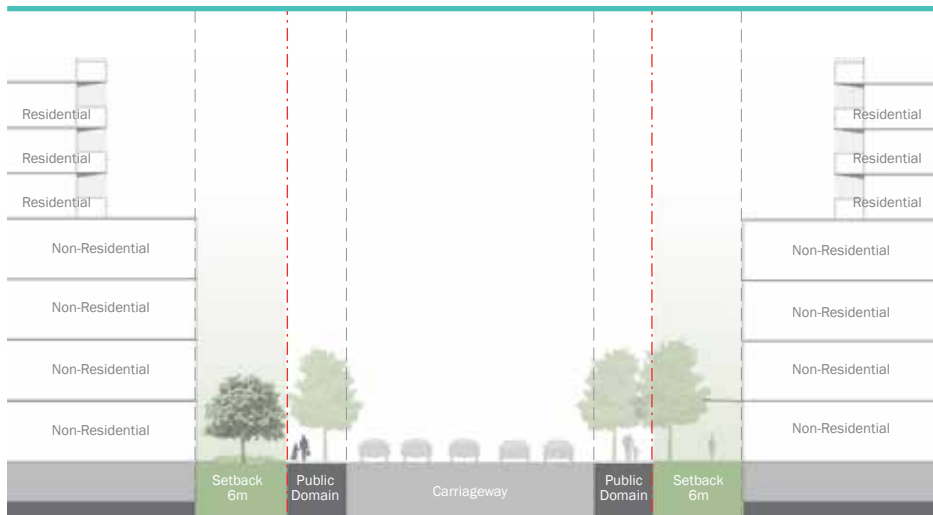 Residential
Residential
Residential
Residential
Residential
Residential
Non-Residential
Non-Residential
Non-Residential
Non-Residential
Non-Residential
Non-Residential
Non-Residential
Non-Residential
Setback
6m
Public
Domain
Carriageway
Public
Domain
Setback
6m